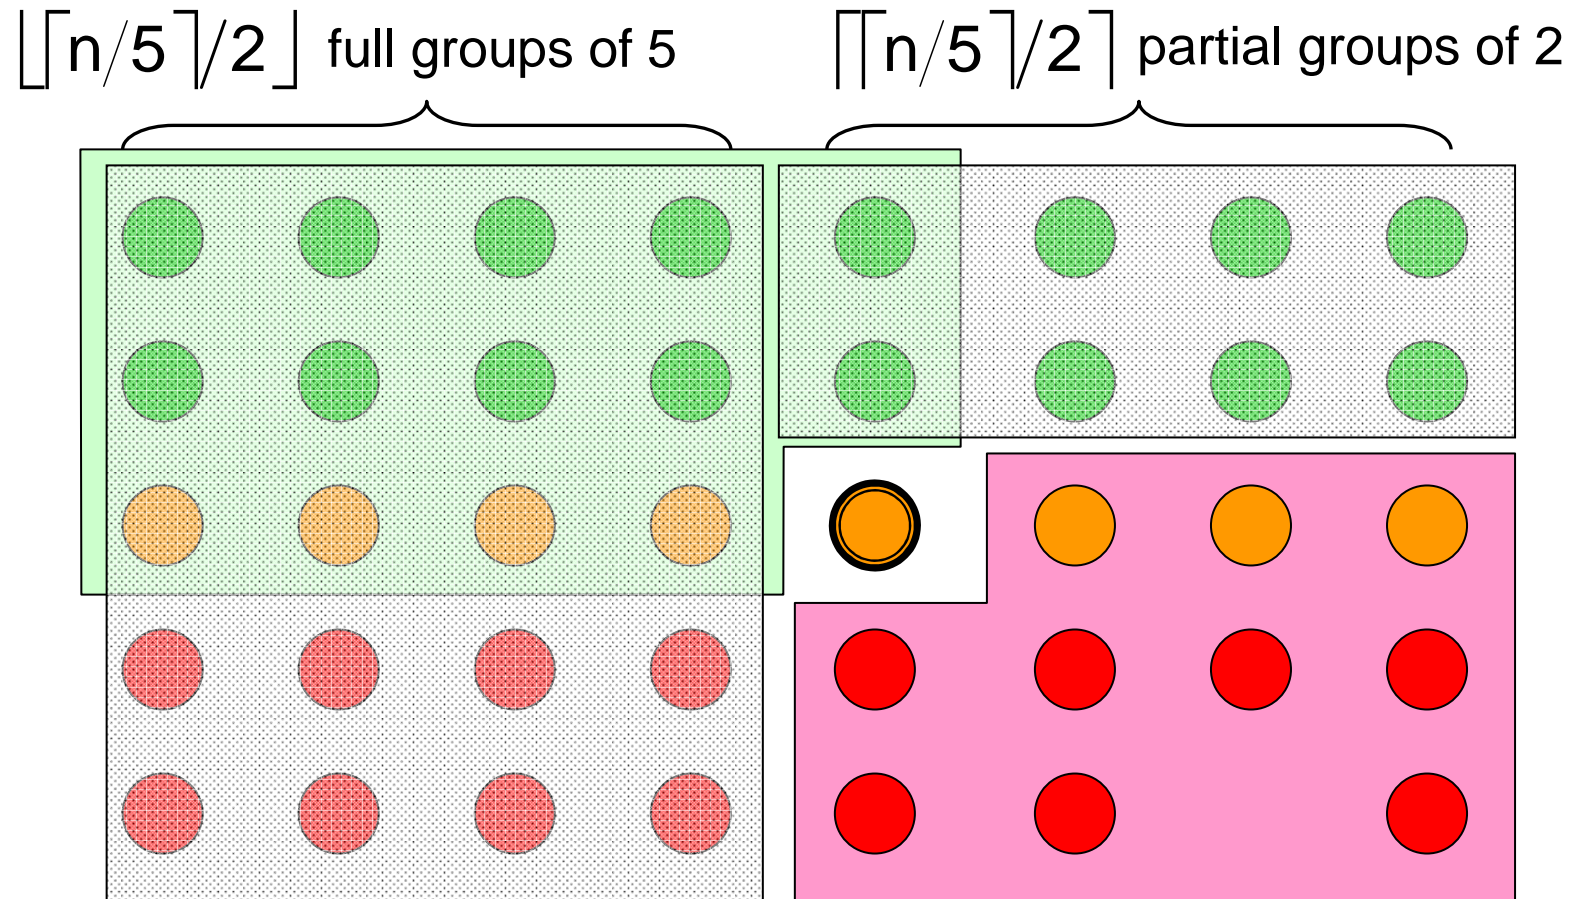 ⌊⌈n/5⌉/2⌋ full groups of 5
⌈⌈n/5⌉/2⌉ partial groups of 2